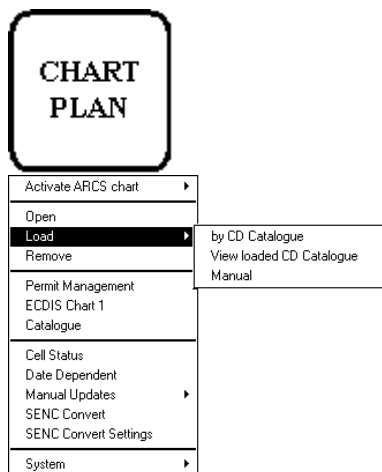 CHART
PLAN
Activate ARCS chart
Open
Load
Remove
Permit Management
ECDIS Chart 1
Catalogue
Cell Status
Date Dependent
Manual Updates
SENC Convert
SENC Convert Settings
System
by CD Catalogue
View loaded CD Catalogue
Manual